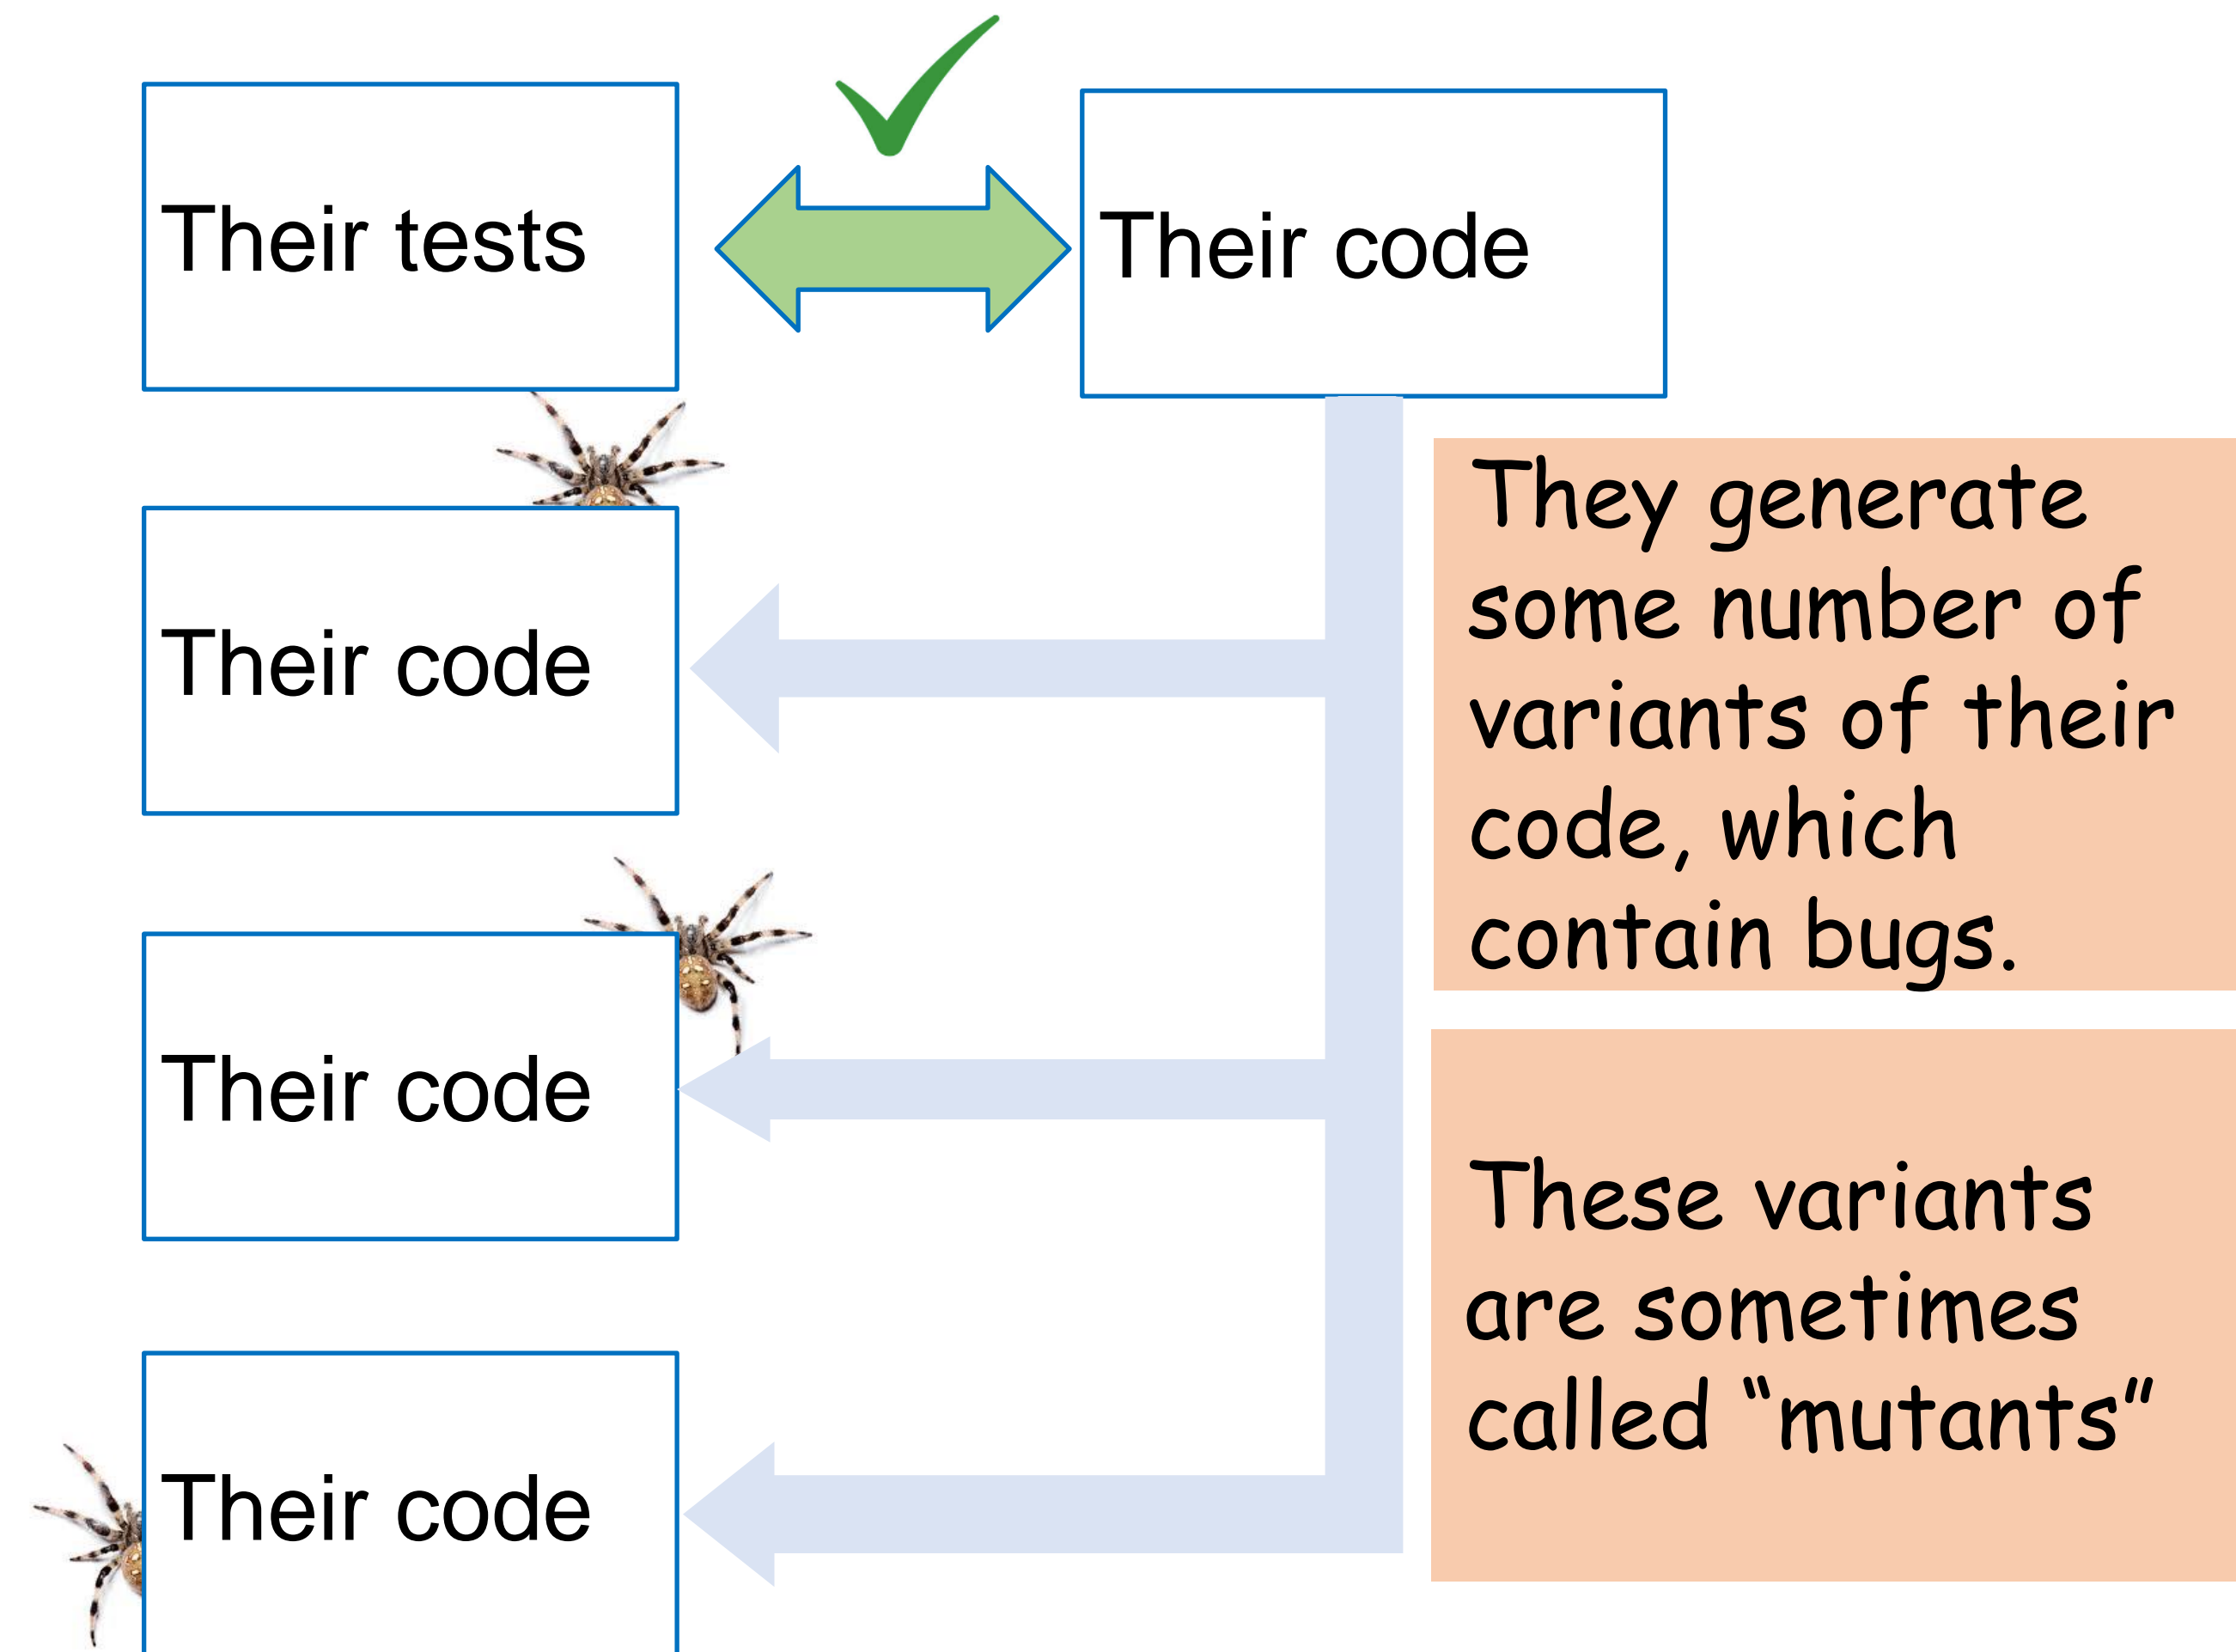 Their tests
Their code
Their code
Their code
Their code
They generate
some number of
variants of their
code, which
contain bugs.
These variants
are sometimes
called “mutants”